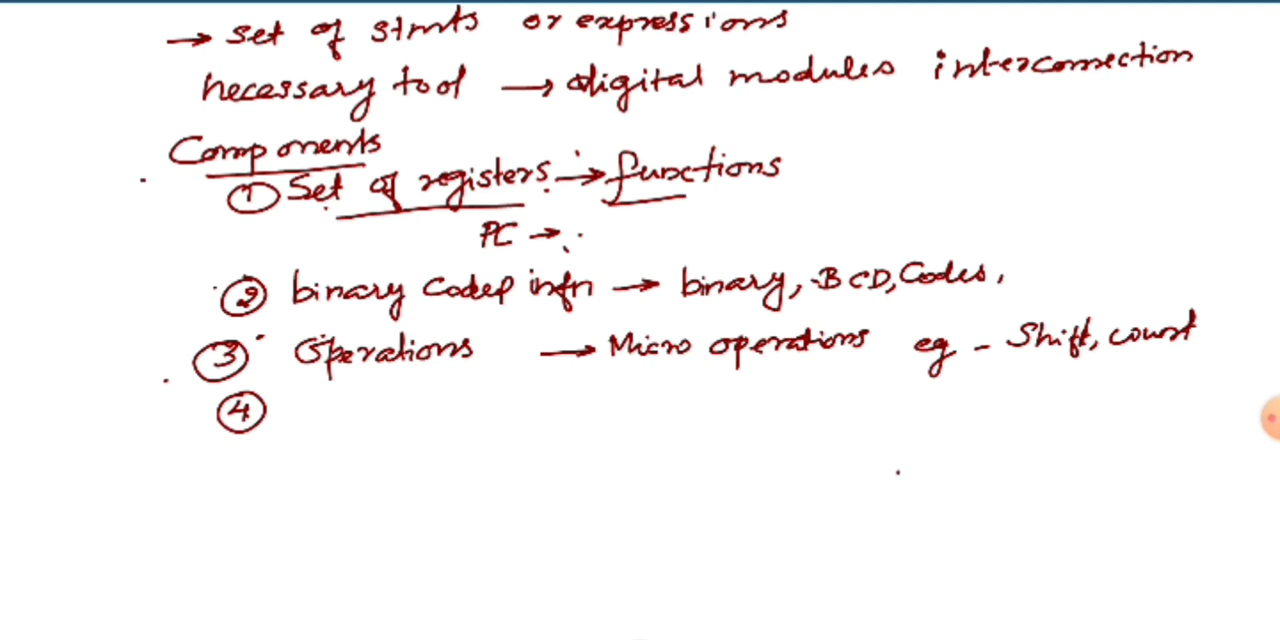 → set of stmts or expressions
necessary tool → digital modules interconnection
Components
① Set of registers → functions
PC →
② binary coded infn → binary, BCD, Codes,
③ Operations → Micro operations eg - Shift, count
④